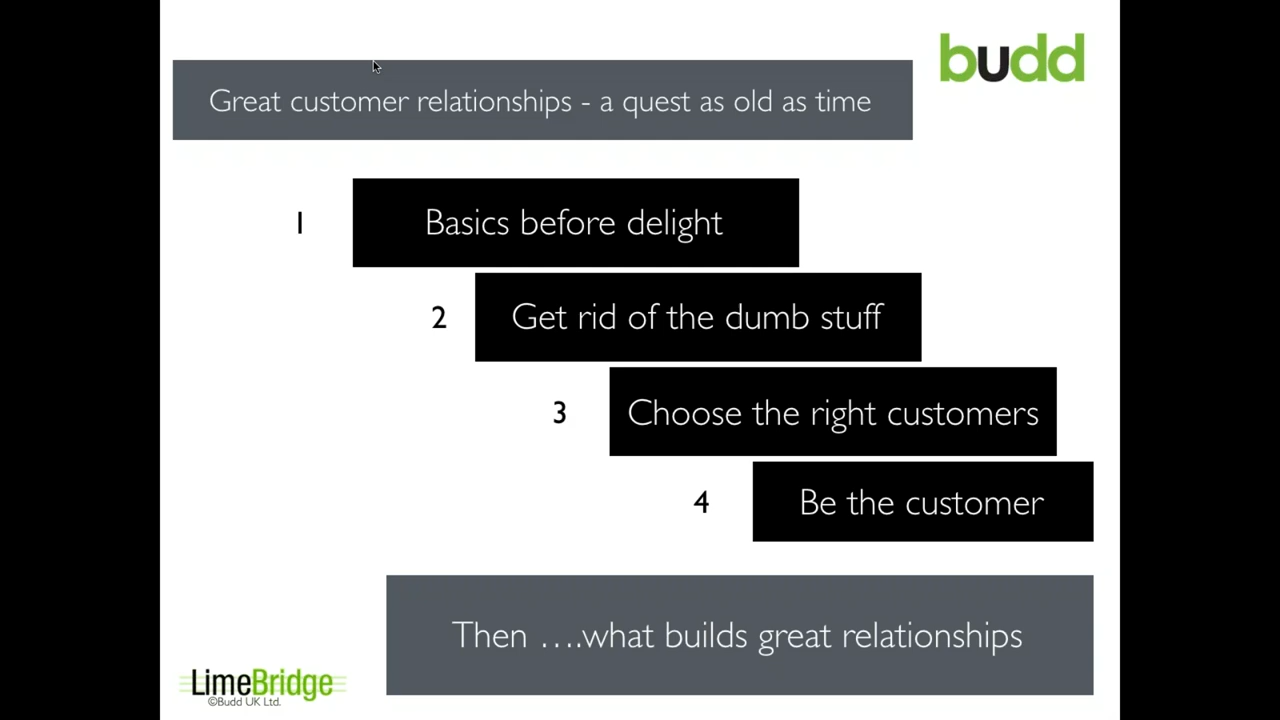 budd
Great customer relationships - a quest as old as time
1 Basics before delight
2 Get rid of the dumb stuff
3 Choose the right customers
4 Be the customer
Then ….what builds great relationships
LimeBridge
©Budd UK Ltd.